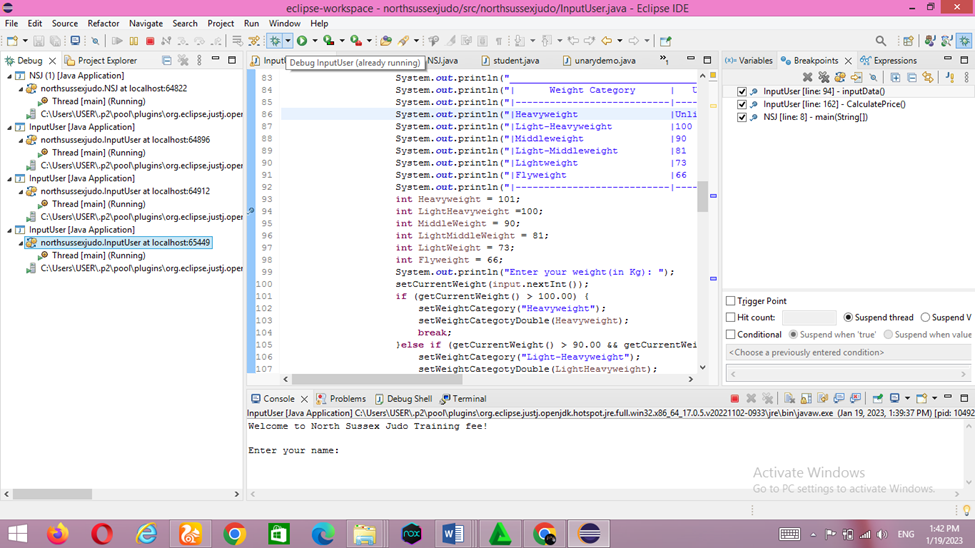 eclipse-workspace - northsussexjudo/src/northsussexjudo/InputUser.java - Eclipse IDE
File Edit Source Refactor Navigate Search Project Run Window Help
Debug Project Explorer
NSJ (1) [Java Application]
northsussexjudo.NSJ at localhost:64822
Thread [main] (Running)
C:\Users\USER\.p2\pool\plugins\org.eclipse.justj.oper
InputUser [Java Application]
northsussexjudo.InputUser at localhost:64896
Thread [main] (Running)
C:\Users\USER\.p2\pool\plugins\org.eclipse.justj.oper
InputUser [Java Application]
northsussexjudo.InputUser at localhost:64912
Thread [main] (Running)
C:\Users\USER\.p2\pool\plugins\org.eclipse.justj.oper
InputUser [Java Application]
northsussexjudo.InputUser at localhost:65449
Thread [main] (Running)
C:\Users\USER\.p2\pool\plugins\org.eclipse.justj.oper
Debug InputUser (already running)
NSJ.java student.java unarydemo.java
83 System.out.println("
84 System.out.println("| Weight Category | U
85 System.out.println("|-----------------------------|----
86 System.out.println("|Heavyweight |Unli
87 System.out.println("|Light-Heavyweight |100
88 System.out.println("|Middleweight |90
89 System.out.println("|Light-Middleweight |81
90 System.out.println("|Lightweight |73
91 System.out.println("|Flyweight |66
92 System.out.println("|-----------------------------|----
93 int Heavyweight = 101;
94 int LightHeavyweight =100;
95 int MiddleWeight = 90;
96 int LightMiddleWeight = 81;
97 int LightWeight = 73;
98 int Flyweight = 66;
99 System.out.println("Enter your weight(in Kg): ");
100 setCurrentWeight(input.nextInt());
101 if (getCurrentWeight() > 100.00) {
102 setWeightCategory("Heavyweight");
103 setWeightCategotyDouble(Heavyweight);
104 break;
105 }else if (getCurrentWeight() > 90.00 && getCurrentWe
106 setWeightCategory("Light-Heavyweight");
107 setWeightCategotyDouble(LightHeavyweight);
Variables Breakpoints Expressions
InputUser [line: 94] - inputData()
InputUser [line: 162] - CalculatePrice()
NSJ [line: 8] - main(String[])
Trigger Point
Hit count: Suspend thread Suspend V
Conditional Suspend when 'true' Suspend when value
<Choose a previously entered condition>
Console Problems Debug Shell Terminal
InputUser [Java Application] C:\Users\USER\.p2\pool\plugins\org.eclipse.justj.openjdk.hotspot.jre.full.win32.x86_64_17.0.5.v20221102-0933\jre\bin\javaw.exe (Jan 19, 2023, 1:39:37 PM) [pid: 10492
Welcome to North Sussex Judo Training fee!
Enter your name:
Activate Windows
Go to PC settings to activate Windows.
ENG
1:42 PM
1/19/2023